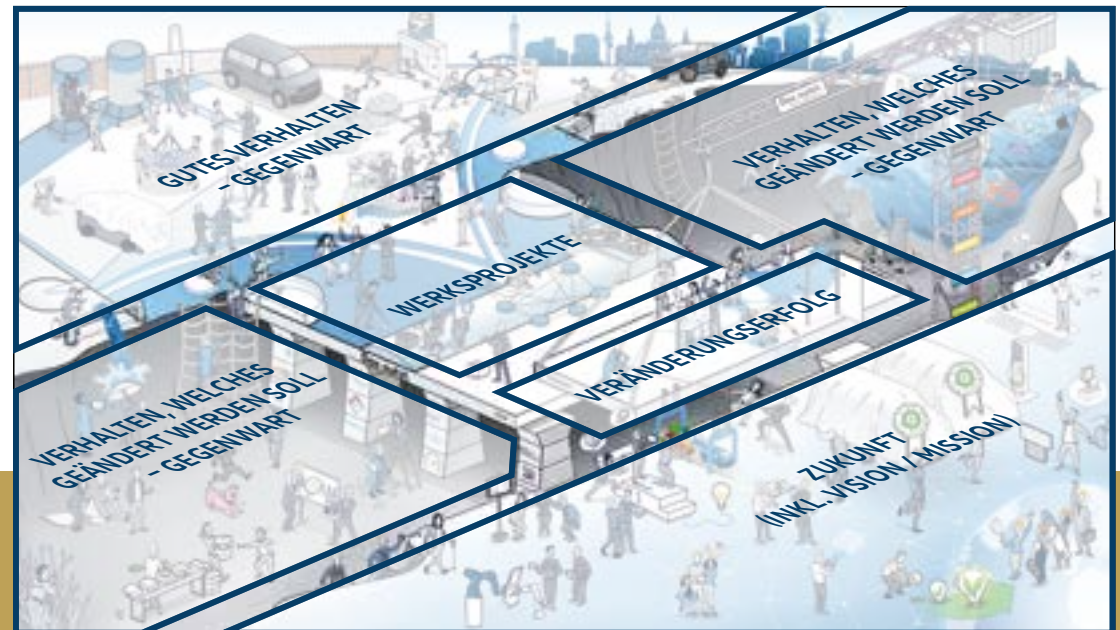 GUTES VERHALTEN
– GEGENWART
VERHALTEN, WELCHES
GEÄNDERT WERDEN SOLL
– GEGENWART
WERKSPROJEKTE
VERÄNDERUNGSERFOLG
VERHALTEN, WELCHES
GEÄNDERT WERDEN SOLL
– GEGENWART
ZUKUNFT
(INKL. VISION / MISSION)